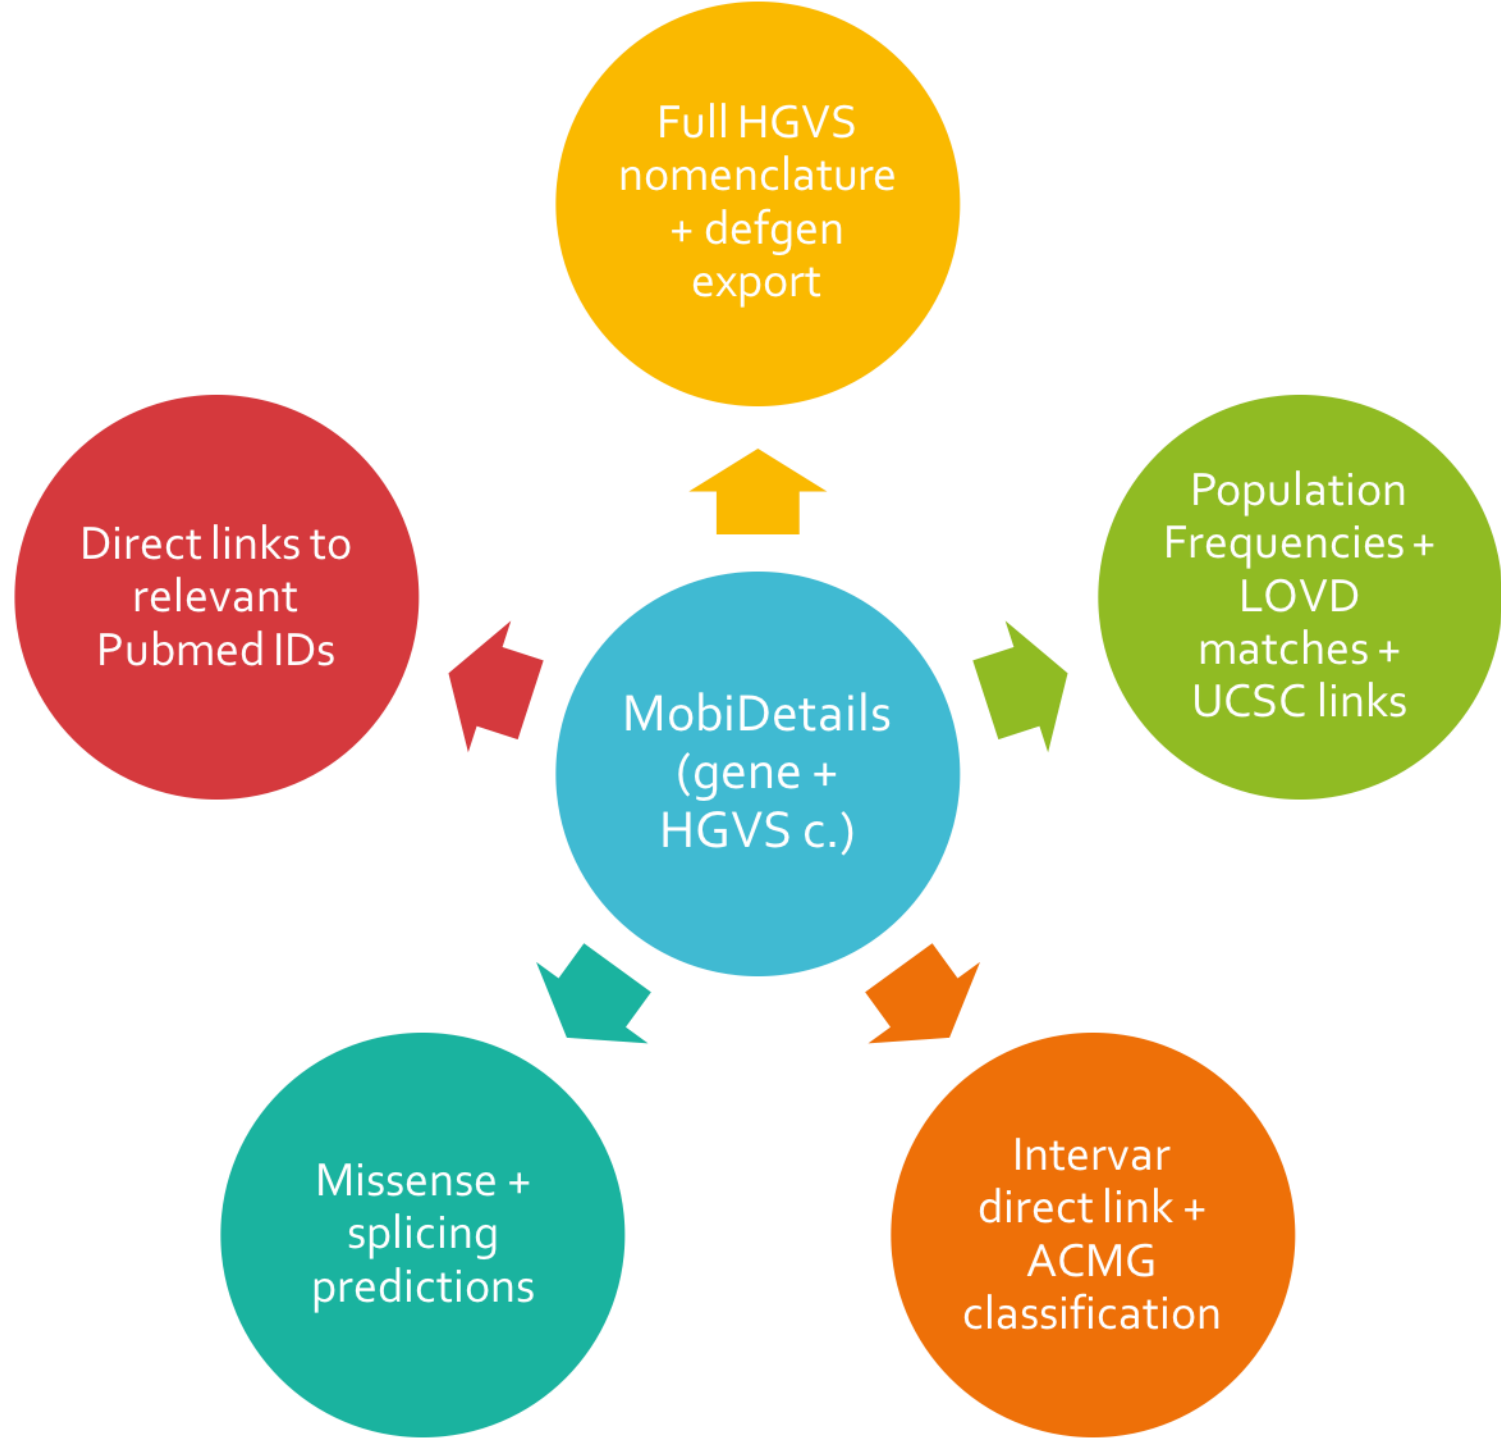 Full HGVS
nomenclature
+ defgen
export
Direct links to
relevant
Pubmed IDs
Population
Frequencies +
LOVD
matches +
UCSC links
MobiDetails
(gene +
HGVS c.)
Missense +
splicing
predictions
Intervar
direct link +
ACMG
classification